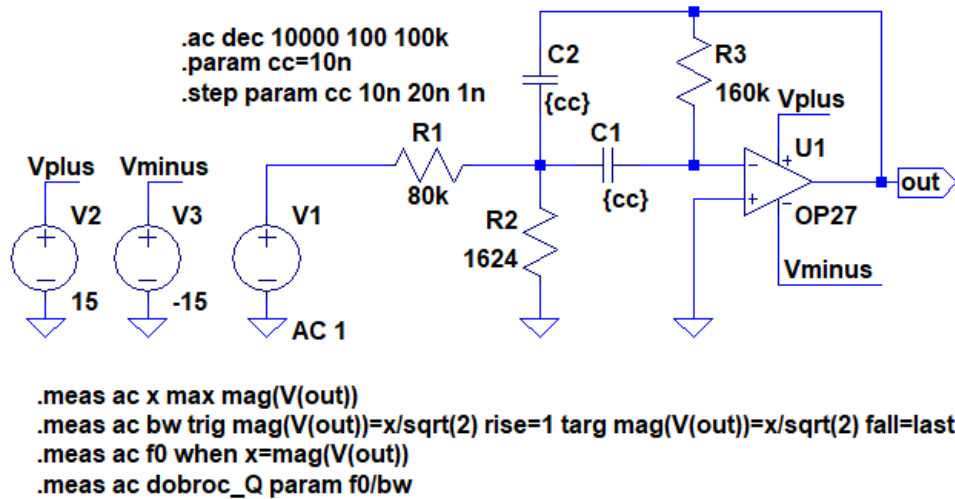 .ac dec 10000 100 100k
.param cc=10n
.step param cc 10n 20n 1n
C2
{cc}
R3
160k
Vplus
U1
OP27
Vminus
out
R1
80k
C1
{cc}
R2
1624
Vplus
V2
15
Vminus
V3
-15
V1
AC 1
.meas ac x max mag(V(out))
.meas ac bw trig mag(V(out))=x/sqrt(2) rise=1 targ mag(V(out))=x/sqrt(2) fall=last
.meas ac f0 when x=mag(V(out))
.meas ac dobroc_Q param f0/bw